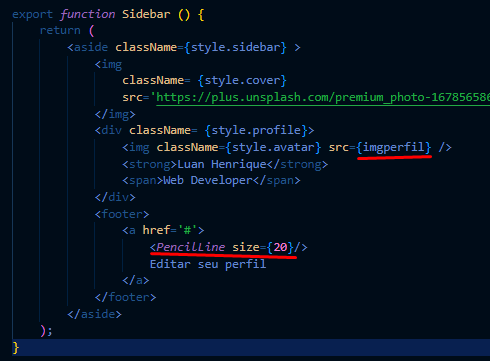 export function Sidebar () {
return (
<aside className={style.sidebar} >
<img
className= {style.cover}
src='https://plus.unsplash.com/premium_photo-167856586
</img>
<div className= {style.profile}>
<img className={style.avatar} src={imgperfil} />
<strong>Luan Henrique</strong>
<span>Web Developer</span>
</div>
<footer>
<a href='#'>
<PencilLine size={20}/>
Editar seu perfil
</a>
</footer>
</aside>
);
}